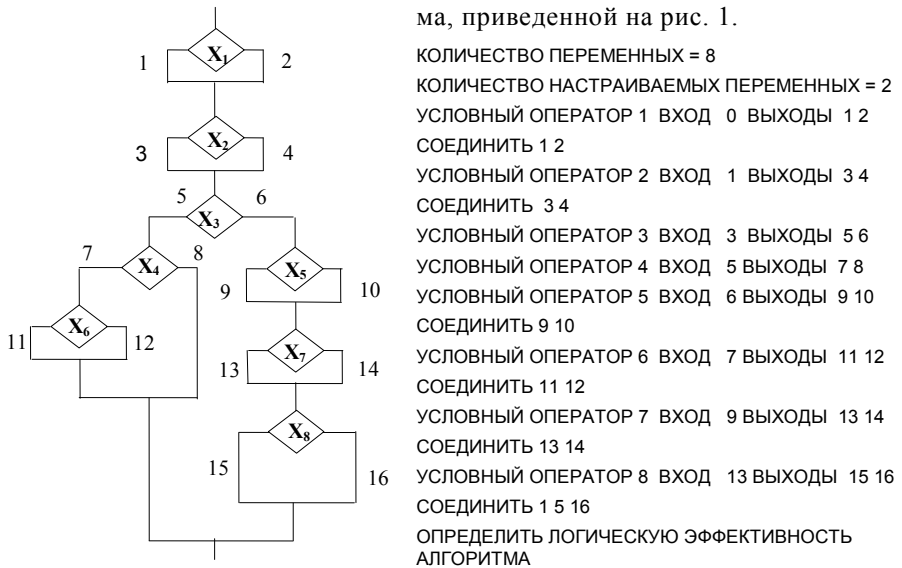 ма, приведенной на рис. 1.
КОЛИЧЕСТВО ПЕРЕМЕННЫХ = 8
КОЛИЧЕСТВО НАСТРАИВАЕМЫХ ПЕРЕМЕННЫХ = 2
УСЛОВНЫЙ ОПЕРАТОР 1 ВХОД 0 ВЫХОДЫ 1 2
СОЕДИНИТЬ 1 2
УСЛОВНЫЙ ОПЕРАТОР 2 ВХОД 1 ВЫХОДЫ 3 4
СОЕДИНИТЬ 3 4
УСЛОВНЫЙ ОПЕРАТОР 3 ВХОД 3 ВЫХОДЫ 5 6
УСЛОВНЫЙ ОПЕРАТОР 4 ВХОД 5 ВЫХОДЫ 7 8
УСЛОВНЫЙ ОПЕРАТОР 5 ВХОД 6 ВЫХОДЫ 9 10
СОЕДИНИТЬ 9 10
УСЛОВНЫЙ ОПЕРАТОР 6 ВХОД 7 ВЫХОДЫ 11 12
СОЕДИНИТЬ 11 12
УСЛОВНЫЙ ОПЕРАТОР 7 ВХОД 9 ВЫХОДЫ 13 14
СОЕДИНИТЬ 13 14
УСЛОВНЫЙ ОПЕРАТОР 8 ВХОД 13 ВЫХОДЫ 15 16
СОЕДИНИТЬ 1 5 16
ОПРЕДЕЛИТЬ ЛОГИЧЕСКУЮ ЭФФЕКТИВНОСТЬ
АЛГОРИТМА
1 X₁ 2
3 X₂ 4
5 X₃ 6
7 X₄ 8
9 X₅ 10
11 X₆ 12
13 X₇ 14
X₈
15 16